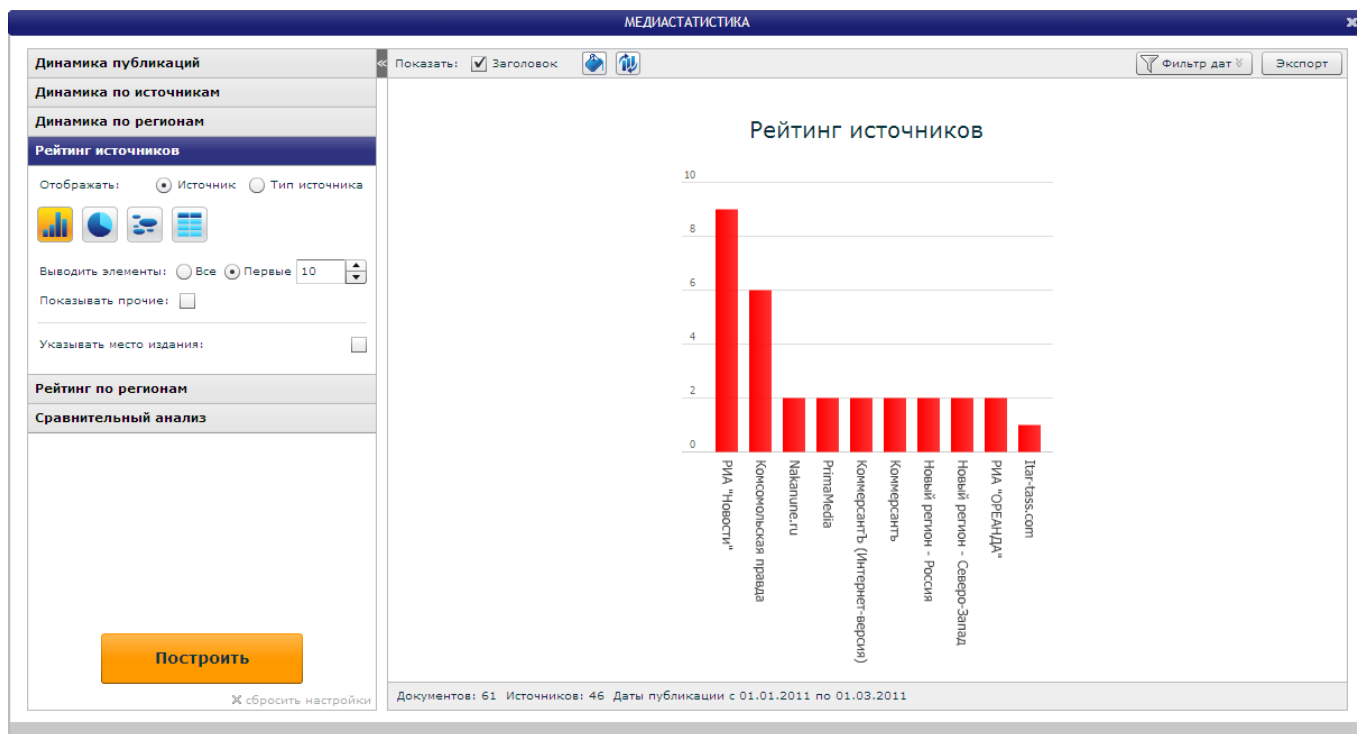 МЕДИАСТАТИСТИКА
Динамика публикаций
Динамика по источникам
Динамика по регионам
Рейтинг источников
Отображать: Источник Тип источника
Выводить элементы: Все Первые 10
Показывать прочие:
Указывать место издания:
Рейтинг по регионам
Сравнительный анализ
Построить
сбросить настройки
Показать: Заголовок
Фильтр дат
Экспорт
Рейтинг источников
10
8
6
4
2
0
РИА "Новости"
Комсомольская правда
Nakanune.ru
PrimaMedia
КоммерсантЪ (Интернет-версия)
Коммерсантъ
Новый регион - Россия
Новый регион - Северо-Запад
РИА "ОРЕАНДА"
Itar-tass.com
Документов: 61 Источников: 46 Даты публикации с 01.01.2011 по 01.03.2011